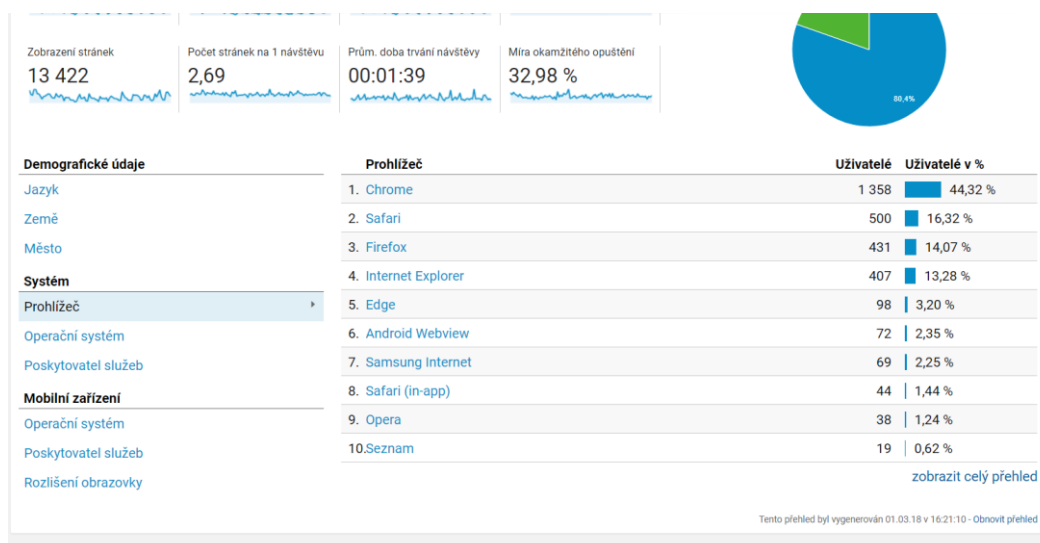 Zobrazení stránek
13 422
Počet stránek na 1 návštěvu
2,69
Prům. doba trvání návštěvy
00:01:39
Míra okamžitého opuštění
32,98 %
80,4%
Demografické údaje
Jazyk
Země
Město
Systém
Prohlížeč
Operační systém
Poskytovatel služeb
Mobilní zařízení
Operační systém
Poskytovatel služeb
Rozlišení obrazovky
Prohlížeč Uživatelé Uživatelé v %
1. Chrome 1 358 44,32 %
2. Safari 500 16,32 %
3. Firefox 431 14,07 %
4. Internet Explorer 407 13,28 %
5. Edge 98 3,20 %
6. Android Webview 72 2,35 %
7. Samsung Internet 69 2,25 %
8. Safari (in-app) 44 1,44 %
9. Opera 38 1,24 %
10.Seznam 19 0,62 %
zobrazit celý přehled
Tento přehled byl vygenerován 01.03.18 v 16:21:10 - Obnovit přehled